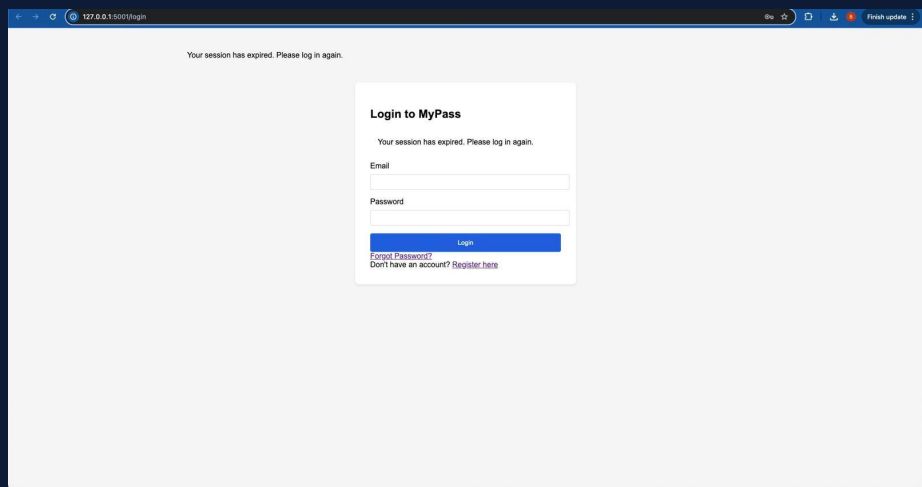 127.0.0.1:5001/login
Finish update
Your session has expired. Please log in again.
Login to MyPass
Your session has expired. Please log in again.
Email
Password
Login
Forgot Password?
Don't have an account? Register here